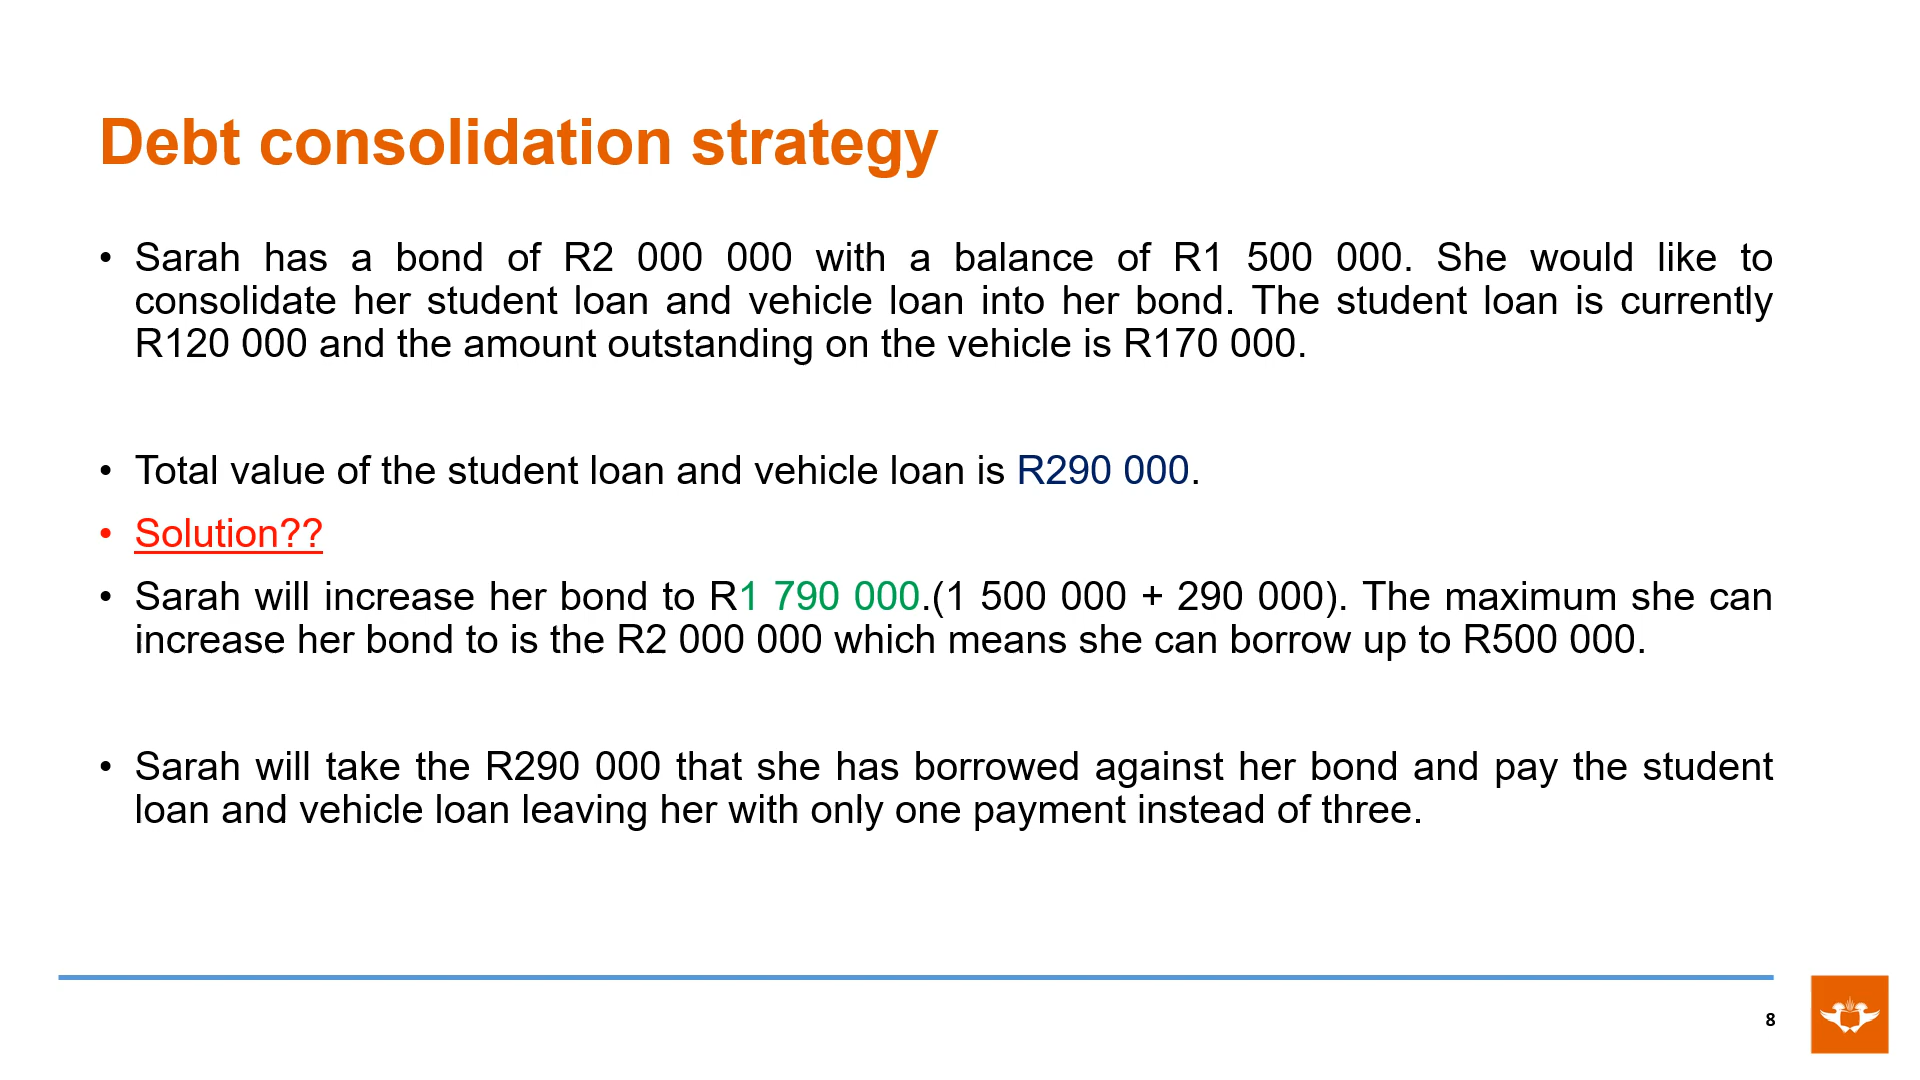 Debt consolidation strategy
• Sarah has a bond of R2 000 000 with a balance of R1 500 000. She would like to
consolidate her student loan and vehicle loan into her bond. The student loan is currently
R120 000 and the amount outstanding on the vehicle is R170 000.
• Total value of the student loan and vehicle loan is R290 000.
• Solution??
• Sarah will increase her bond to R1 790 000.(1 500 000 + 290 000). The maximum she can
increase her bond to is the R2 000 000 which means she can borrow up to R500 000.
• Sarah will take the R290 000 that she has borrowed against her bond and pay the student
loan and vehicle loan leaving her with only one payment instead of three.
8